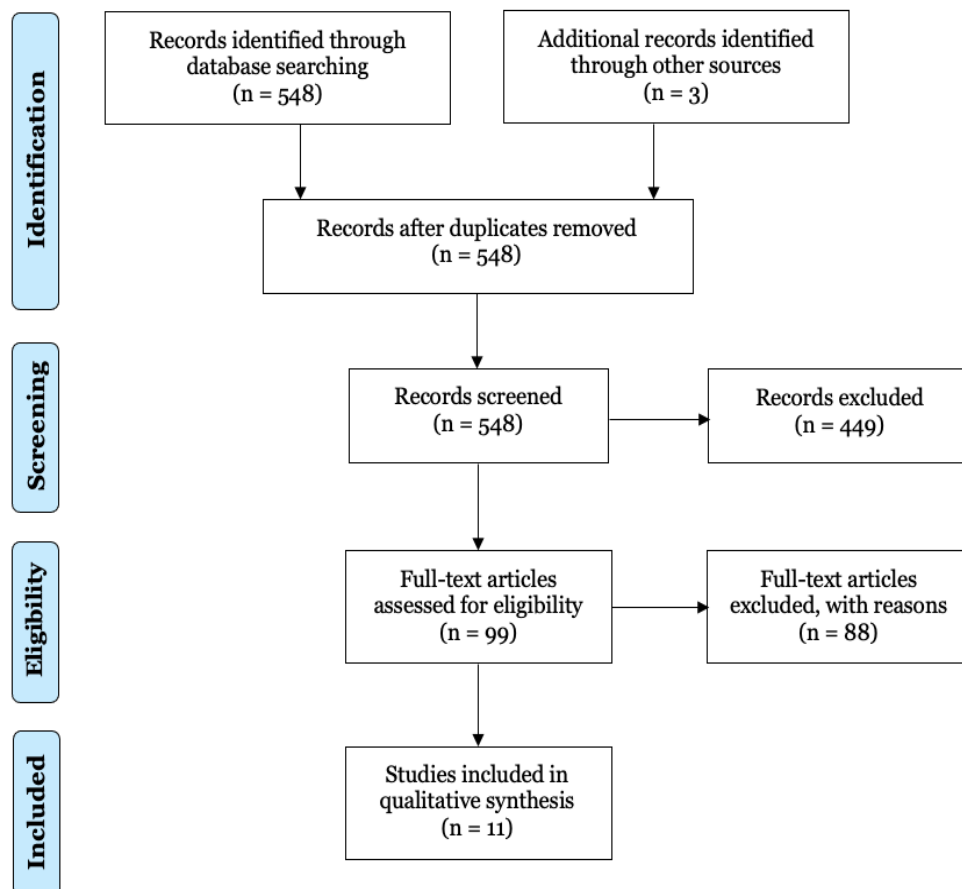 Identification
Records identified through
database searching
(n = 548)
Additional records identified
through other sources
(n = 3)
Records after duplicates removed
(n = 548)
Screening
Records screened
(n = 548)
Records excluded
(n = 449)
Eligibility
Full-text articles
assessed for eligibility
(n = 99)
Full-text articles
excluded, with reasons
(n = 88)
Included
Studies included in
qualitative synthesis
(n = 11)